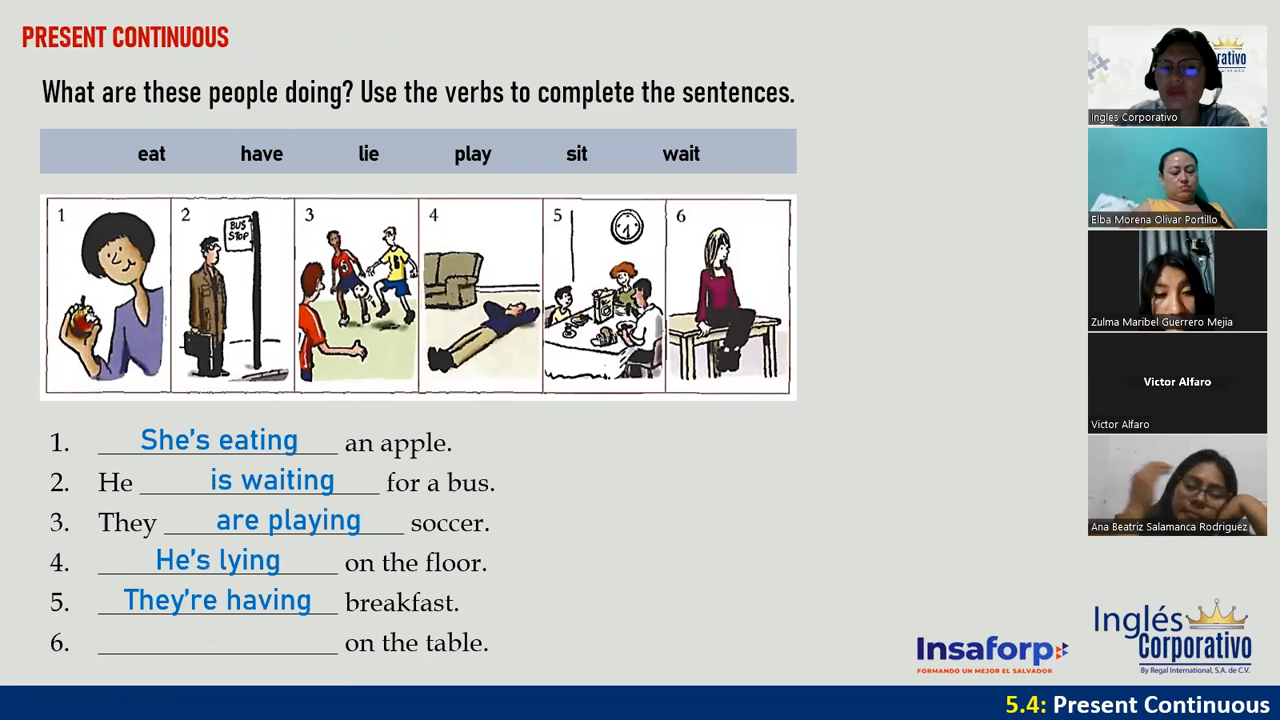 PRESENT CONTINUOUS
What are these people doing? Use the verbs to complete the sentences.
eat have lie play sit wait
1 2 3 4 5 6
BUS
STOP
1. She's eating an apple.
2. He is waiting for a bus.
3. They are playing soccer.
4. He's lying on the floor.
5. They're having breakfast.
6. on the table.
Ingles Corporativo
Elba Morena Olivar Portillo
Zulma Maribel Guerrero Mejia
Victor Alfaro
Victor Alfaro
Ana Beatriz Salamanca Rodriguez
Insaforp
FORMANDO UN MEJOR EL SALVADOR
Inglés
Corporativo
By Regal International, S.A. de C.V.
5.4: Present Continuous